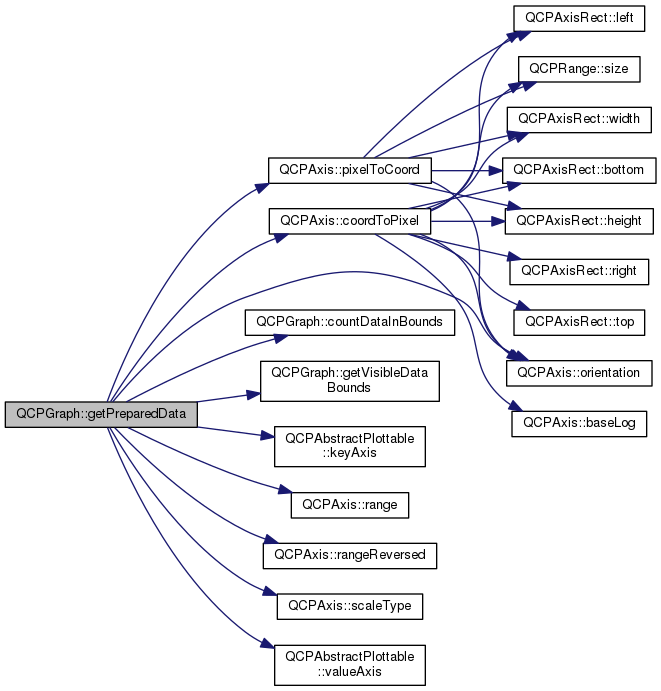 QCPGraph::getPreparedData
QCPAxis::pixelToCoord
QCPAxis::coordToPixel
QCPGraph::countDataInBounds
QCPGraph::getVisibleData
Bounds
QCPAbstractPlottable
::keyAxis
QCPAxis::range
QCPAxis::rangeReversed
QCPAxis::scaleType
QCPAbstractPlottable
::valueAxis
QCPAxisRect::left
QCPRange::size
QCPAxisRect::width
QCPAxisRect::bottom
QCPAxisRect::height
QCPAxisRect::right
QCPAxisRect::top
QCPAxis::orientation
QCPAxis::baseLog